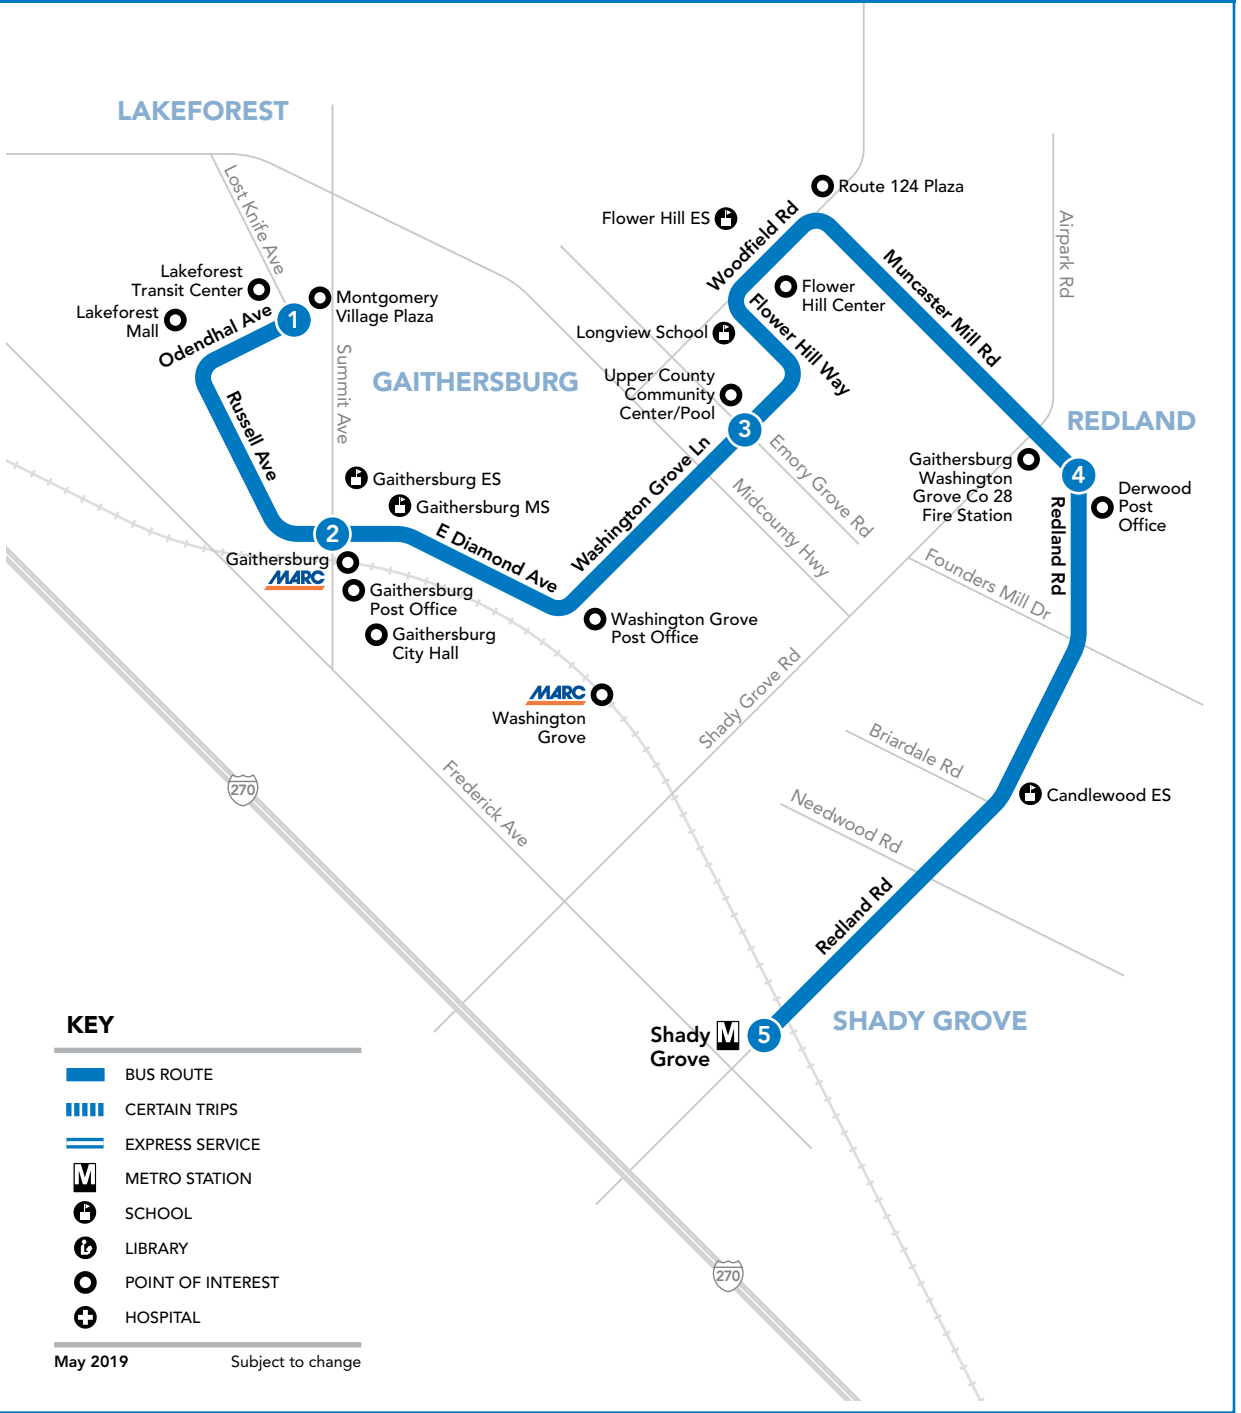 LAKEFOREST
Lost Knife Ave
Route 124 Plaza
Flower Hill ES
Woodfield Rd
Airpark Rd
Muncaster Mill Rd
Lakeforest
Transit Center
Montgomery
Village Plaza
Lakeforest
Mall
1
Odendhal Ave
Flower
Hill Center
Flower Hill Way
Longview School
Summit Ave
GAITHERSBURG
Upper County
Community
Center/Pool
Russell Ave
3
REDLAND
Emory Grove Rd
Washington Grove Ln
Midcounty Hwy
Gaithersburg
Washington
Grove Co 28
Fire Station
4
Derwood
Post
Office
Redland Rd
Gaithersburg ES
Gaithersburg MS
2
E Diamond Ave
Gaithersburg
MARC
Gaithersburg
Post Office
Gaithersburg
City Hall
Washington Grove
Post Office
Founders Mill Dr
MARC
Washington
Grove
Shady Grove Rd
Briardale Rd
Candlewood ES
Needwood Rd
270
Frederick Ave
Redland Rd
Shady
Grove
M
5
SHADY GROVE
270
KEY
BUS ROUTE
CERTAIN TRIPS
EXPRESS SERVICE
M
METRO STATION
SCHOOL
LIBRARY
POINT OF INTEREST
HOSPITAL
May 2019
Subject to change